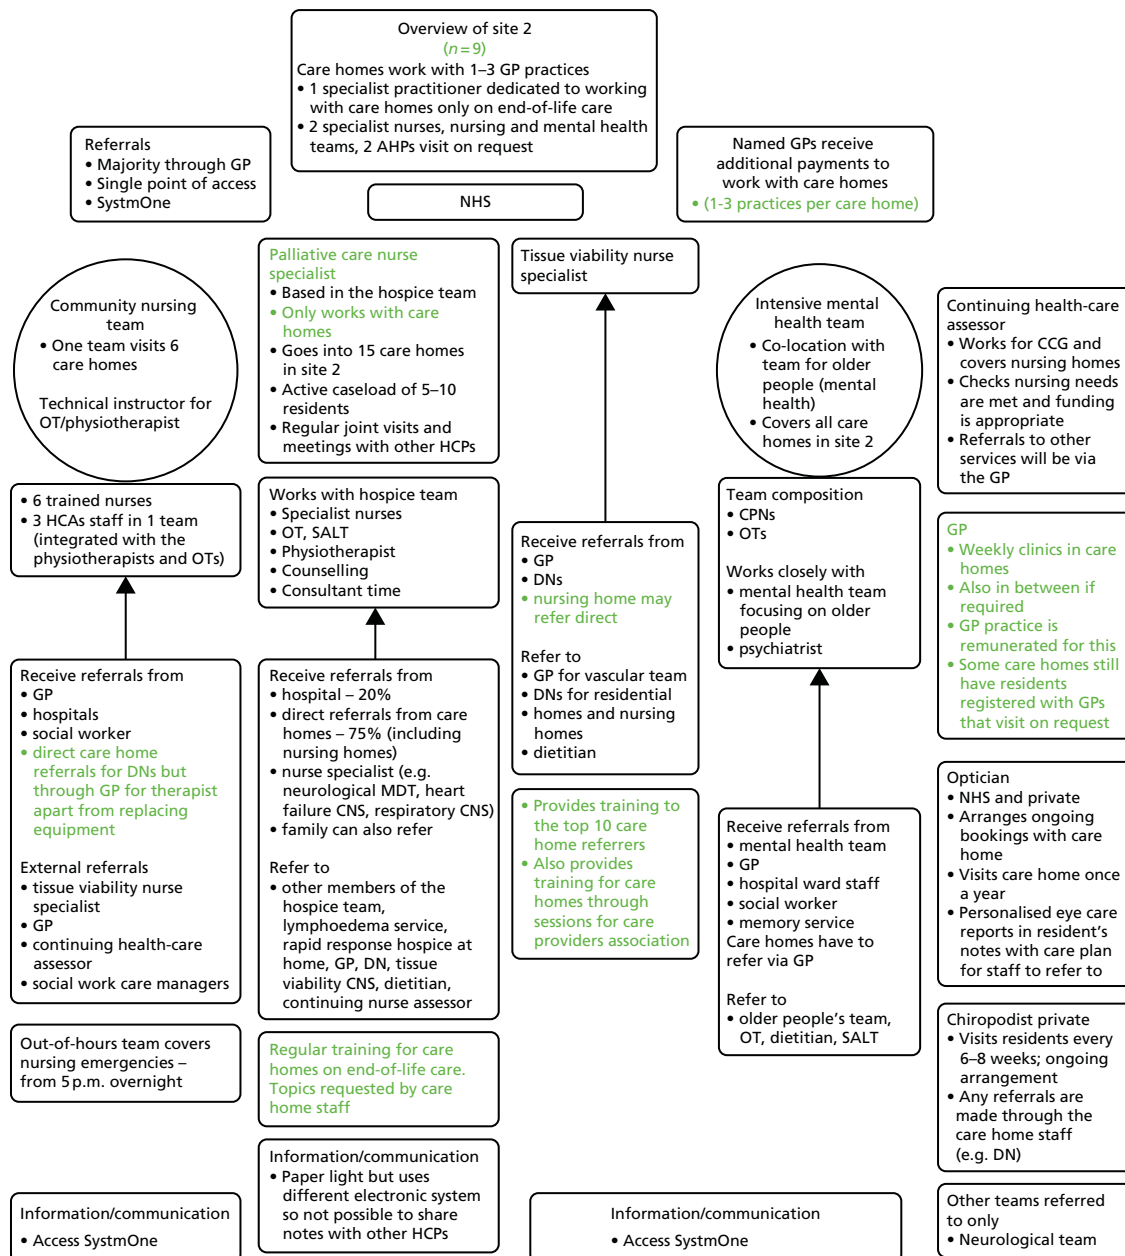 Overview of site 2
(n=9)
Care homes work with 1–3 GP practices
• 1 specialist practitioner dedicated to working
with care homes only on end-of-life care
• 2 specialist nurses, nursing and mental health
teams, 2 AHPs visit on request
Referrals
• Majority through GP
• Single point of access
• SystmOne
NHS
Named GPs receive
additional payments to
work with care homes
• (1-3 practices per care home)
Community nursing
team
• One team visits 6
care homes
Technical instructor for
OT/physiotherapist
• 6 trained nurses
• 3 HCAs staff in 1 team
(integrated with the
physiotherapists and OTs)
Receive referrals from
• GP
• hospitals
• social worker
• direct care home
referrals for DNs but
through GP for therapist
apart from replacing
equipment
External referrals
• tissue viability nurse
specialist
• GP
• continuing health-care
assessor
• social work care managers
Out-of-hours team covers
nursing emergencies –
from 5 p.m. overnight
Information/communication
• Access SystmOne
Palliative care nurse
specialist
• Based in the hospice team
• Only works with care
homes
• Goes into 15 care homes
in site 2
• Active caseload of 5–10
residents
• Regular joint visits and
meetings with other HCPs
Works with hospice team
• Specialist nurses
• OT, SALT
• Physiotherapist
• Counselling
• Consultant time
Receive referrals from
• hospital – 20%
• direct referrals from care
homes – 75% (including
nursing homes)
• nurse specialist (e.g.
neurological MDT, heart
failure CNS, respiratory CNS)
• family can also refer
Refer to
• other members of the
hospice team,
lymphoedema service,
rapid response hospice at
home, GP, DN, tissue
viability CNS, dietitian,
continuing nurse assessor
Regular training for care
homes on end-of-life care.
Topics requested by care
home staff
Information/communication
• Paper light but uses
different electronic system
so not possible to share
notes with other HCPs
Tissue viability nurse
specialist
Receive referrals from
• GP
• DNs
• nursing home may
refer direct
Refer to
• GP for vascular team
• DNs for residential
• homes and nursing
homes
• dietitian
• Provides training to
the top 10 care
home referrers
• Also provides
training for care
homes through
sessions for care
providers association
Intensive mental
health team
• Co-location with
team for older
people (mental
health)
• Covers all care
homes in site 2
Team composition
• CPNs
• OTs
Works closely with
• mental health team
focusing on older
people
• psychiatrist
Receive referrals from
• mental health team
• GP
• hospital ward staff
• social worker
• memory service
Care homes have to
refer via GP
Refer to
• older people's team,
OT, dietitian, SALT
Information/communication
• Access SystmOne
Continuing health-care
assessor
• Works for CCG and
covers nursing homes
• Checks nursing needs
are met and funding
is appropriate
• Referrals to other
services will be via
the GP
GP
• Weekly clinics in care
homes
• Also in between if
required
• GP practice is
remunerated for this
• Some care homes still
have residents
registered with GPs
that visit on request
Optician
• NHS and private
• Arranges ongoing
bookings with care
home
• Visits care home once
a year
• Personalised eye care
reports in resident's
notes with care plan
for staff to refer to
Chiropodist private
• Visits residents every
6–8 weeks; ongoing
arrangement
• Any referrals are
made through the
care home staff
(e.g. DN)
Other teams referred
to only
• Neurological team